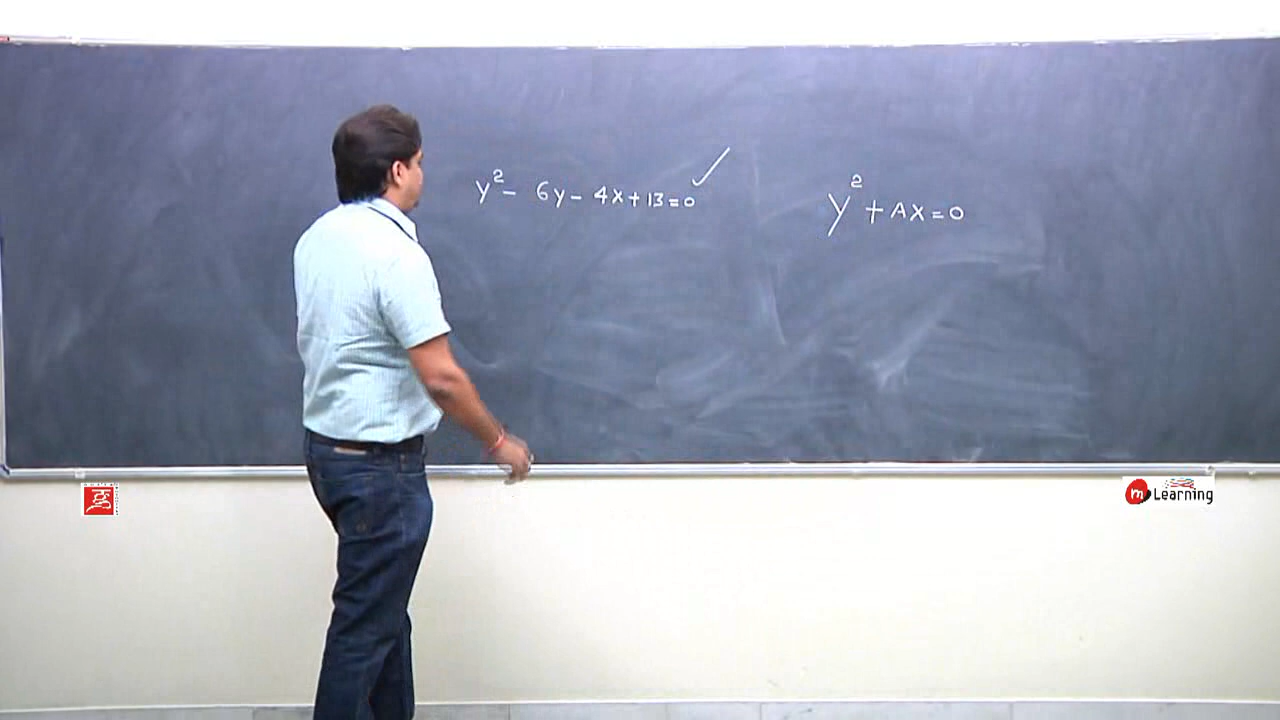 y² - 6y - 4x + 13 = 0 ✓
y² + Ax = 0
m Learning